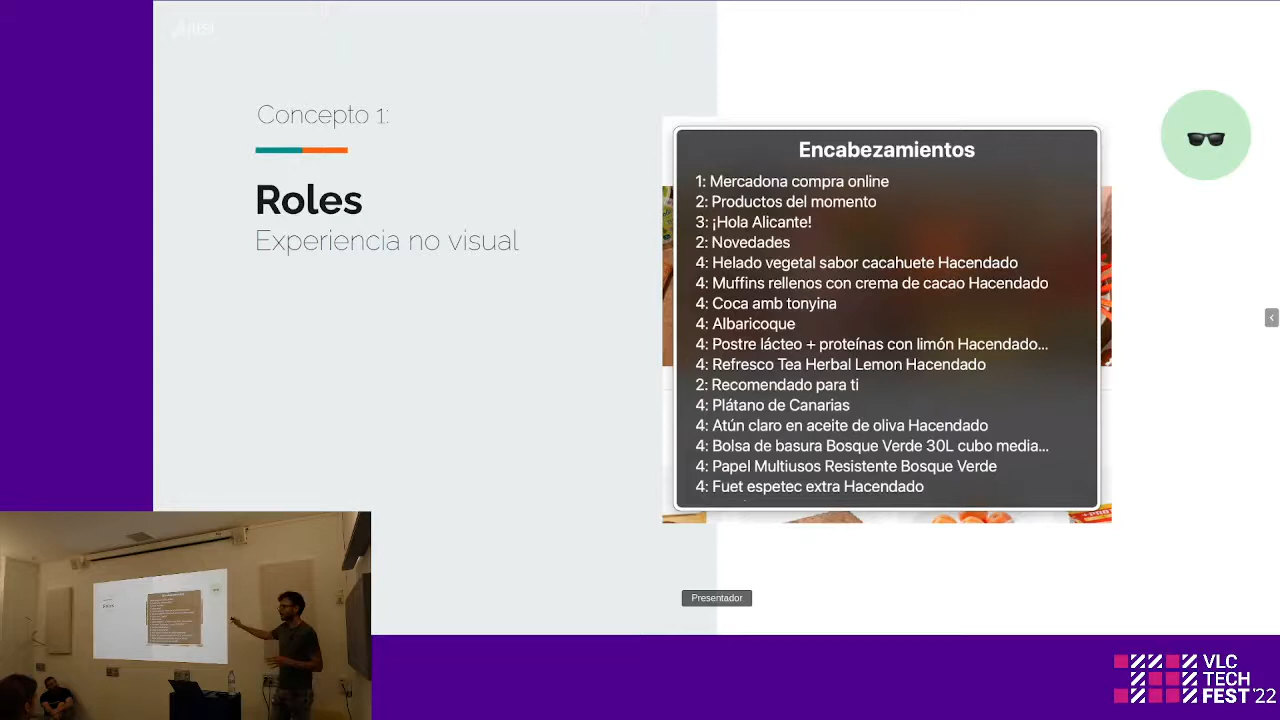 Concepto 1:
Roles
Experiencia no visual
Encabezamientos
1: Mercadona compra online
2: Productos del momento
3: ¡Hola Alicante!
2: Novedades
4: Helado vegetal sabor cacahuete Hacendado
4: Muffins rellenos con crema de cacao Hacendado
4: Coca amb tonyina
4: Albaricoque
4: Postre lácteo + proteínas con limón Hacendado...
4: Refresco Tea Herbal Lemon Hacendado
2: Recomendado para ti
4: Plátano de Canarias
4: Atún claro en aceite de oliva Hacendado
4: Bolsa de basura Bosque Verde 30L cubo media...
4: Papel Multiusos Resistente Bosque Verde
4: Fuet espetec extra Hacendado
Presentador
VLC
TECH
FEST'22